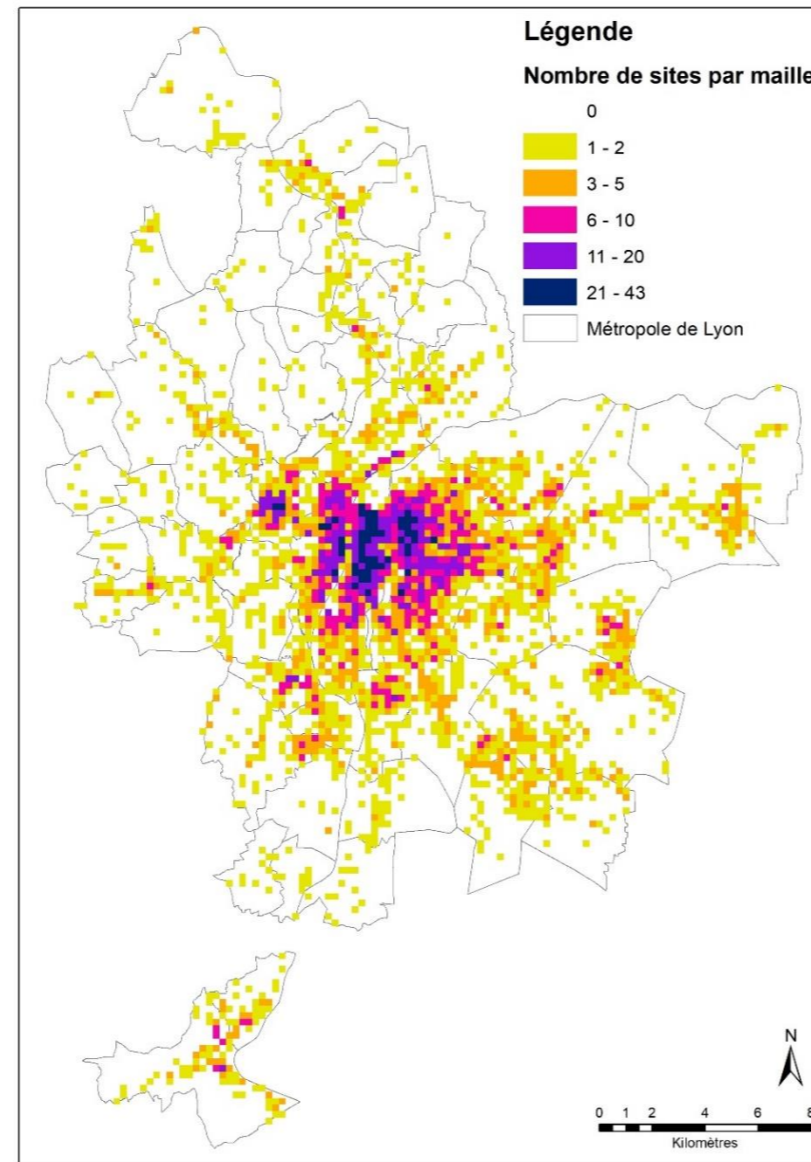 Légende
Nombre de sites par maille
0
1 - 2
3 - 5
6 - 10
11 - 20
21 - 43
Métropole de Lyon
N
0 1 2 4 6 8
Kilomètres